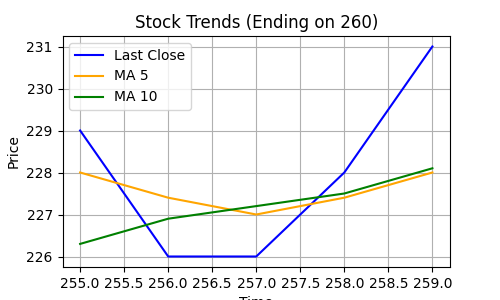 Stock Trends (Ending on 260)
Last Close
MA 5
MA 10
Price
231
230
229
228
227
226
255.0 255.5 256.0 256.5 257.0 257.5 258.0 258.5 259.0
Time